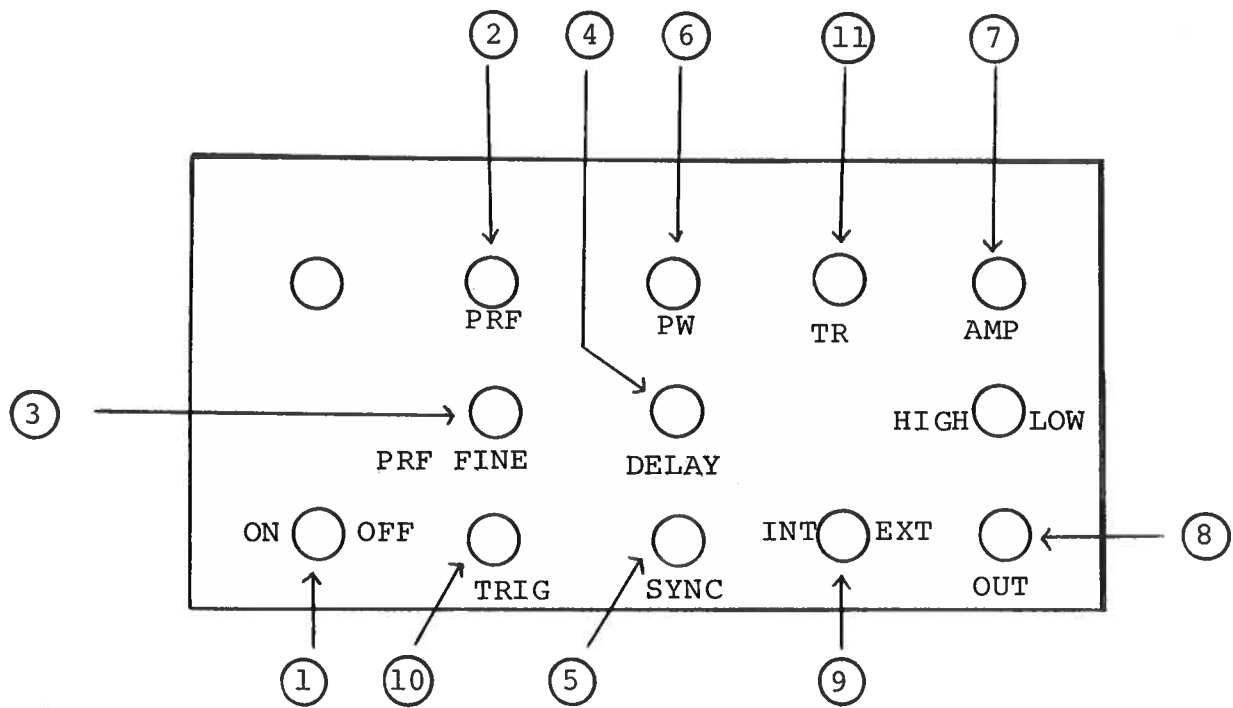 2 4 6 11 7
PRF PW TR AMP
3 HIGH LOW
PRF FINE DELAY
ON OFF INT EXT 8
TRIG SYNC OUT
1 10 5 9